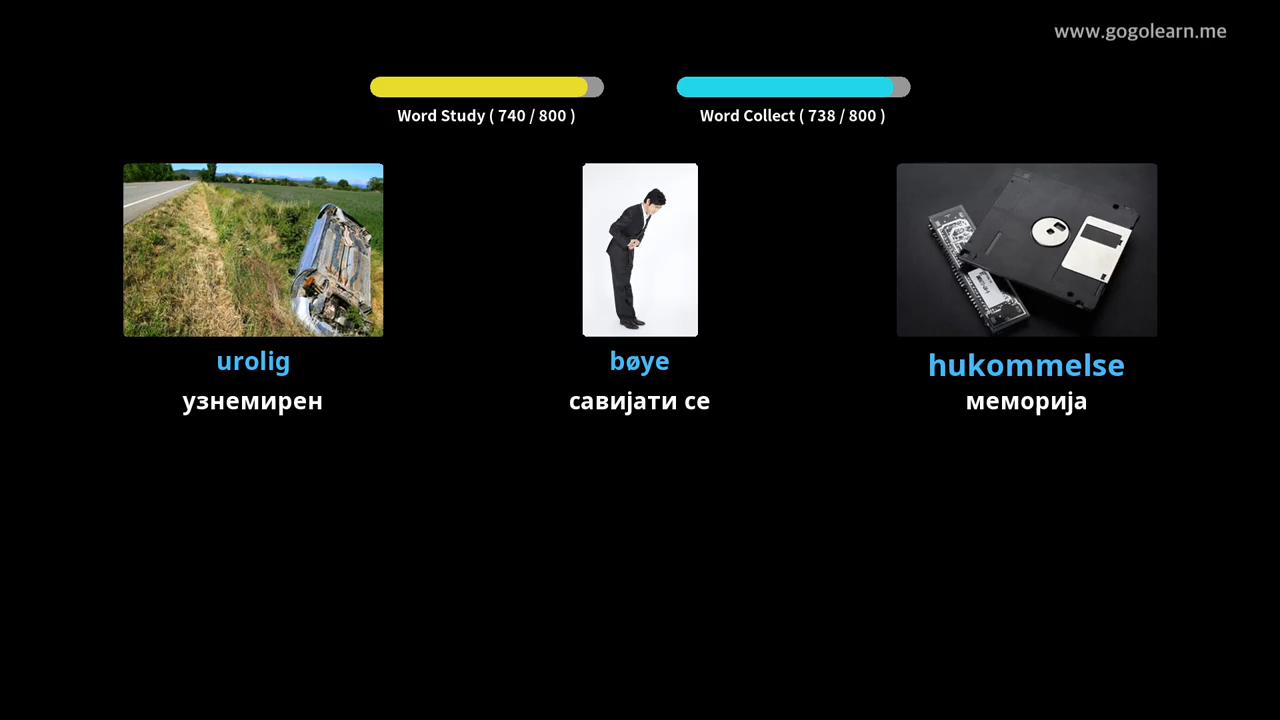 www.gogolearn.me
Word Study ( 740 / 800 )
Word Collect ( 738 / 800 )
urolig
bøye
hukommelse
узнемирен
савијати се
меморија